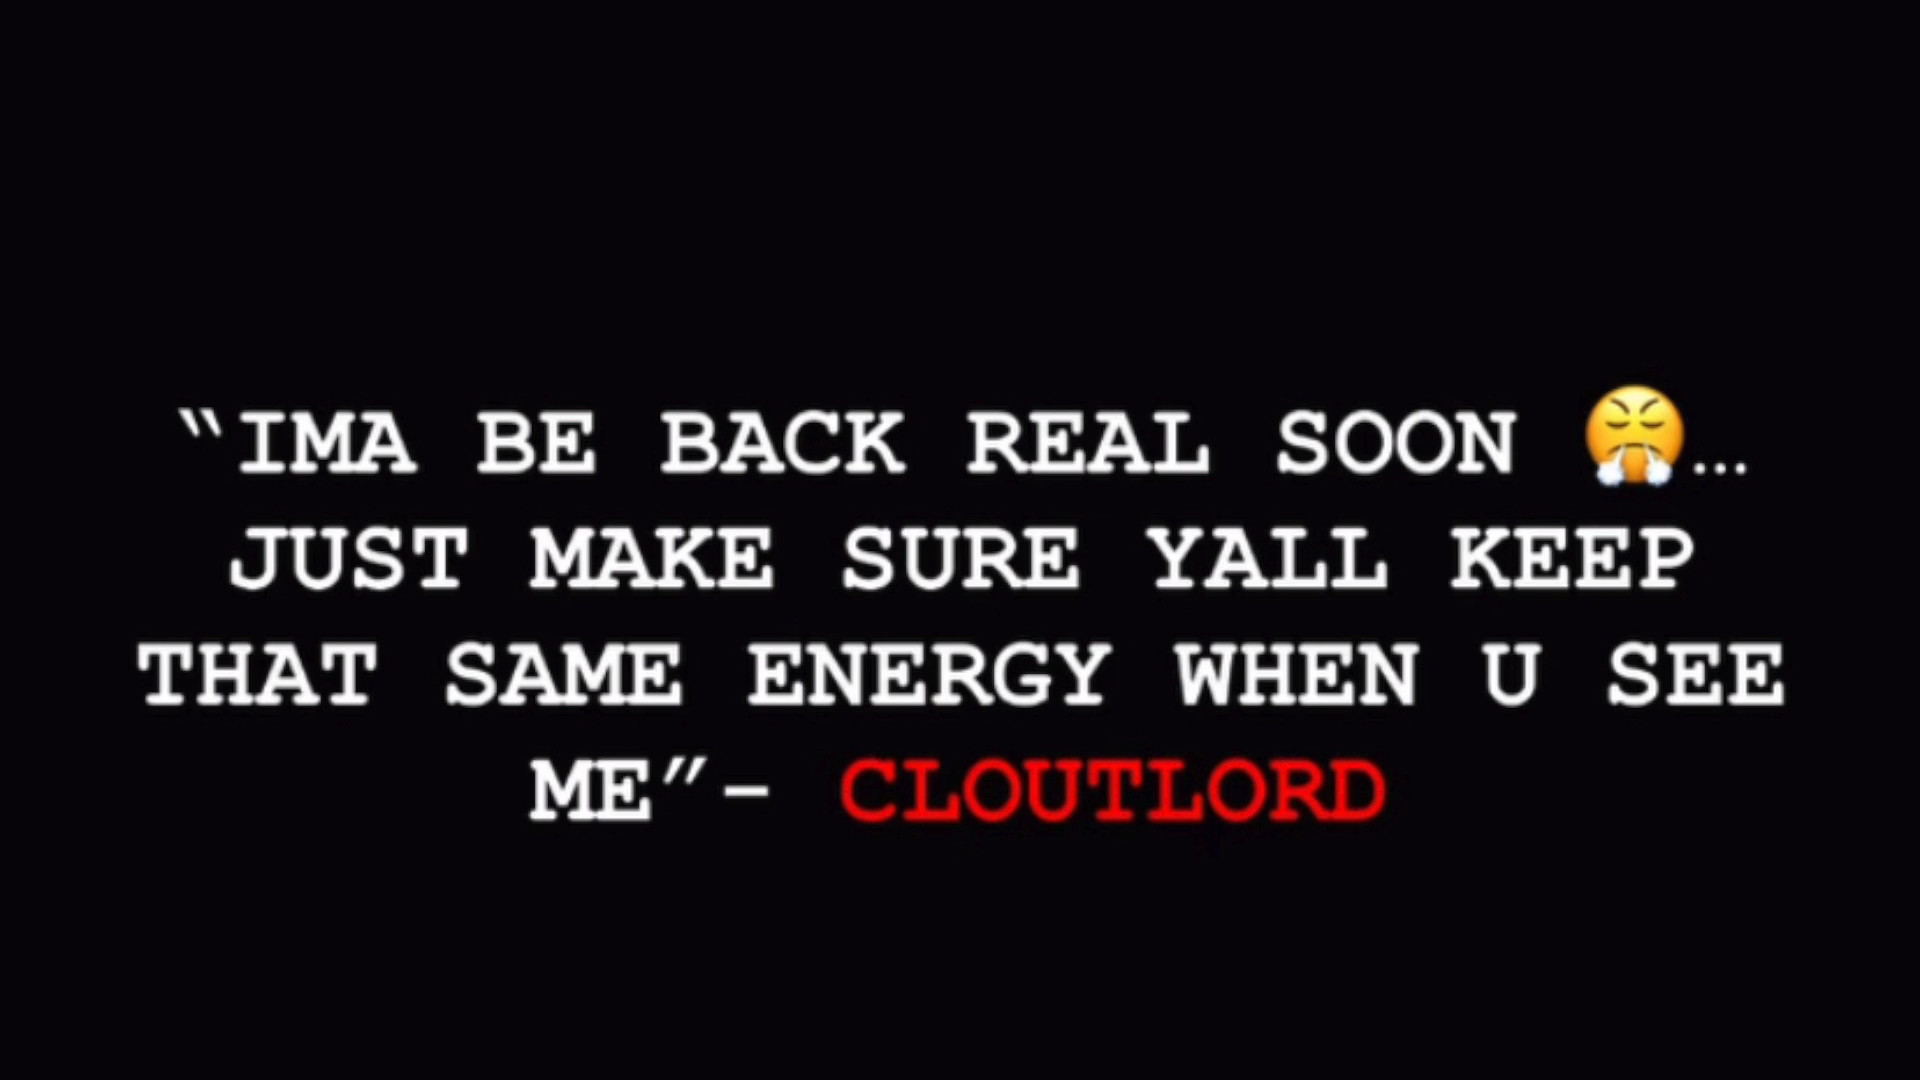 “IMA BE BACK REAL SOON 😤…
JUST MAKE SURE YALL KEEP
THAT SAME ENERGY WHEN U SEE
ME”- CLOUTLORD